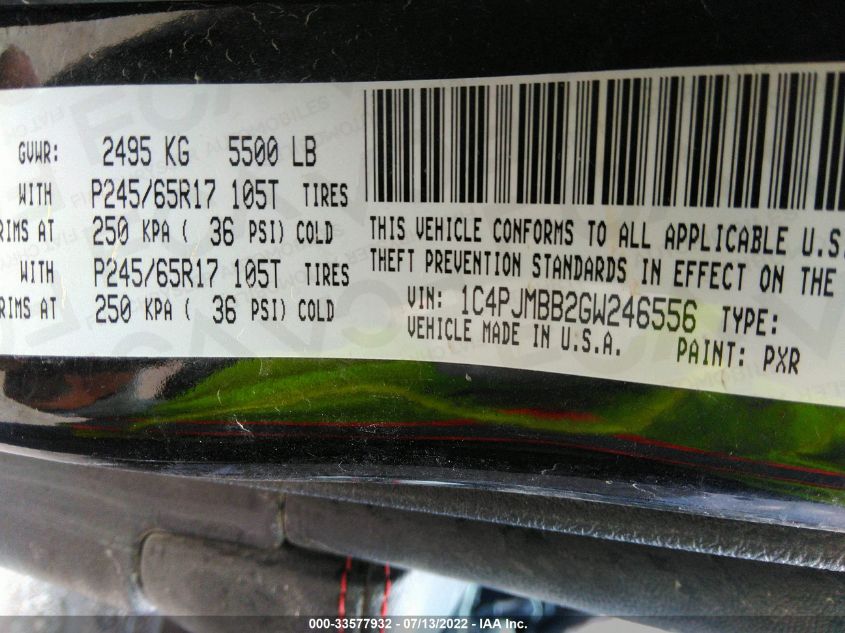 GVWR: 2495 KG 5500 LB
WITH P245/65R17 105T TIRES
RIMS AT 250 KPA ( 36 PSI) COLD
WITH P245/65R17 105T TIRES
RIMS AT 250 KPA ( 36 PSI) COLD
THIS VEHICLE CONFORMS TO ALL APPLICABLE U.S.
THEFT PREVENTION STANDARDS IN EFFECT ON THE
VIN: 1C4PJMBB2GW246556 TYPE:
VEHICLE MADE IN U.S.A. PAINT: PXR
000-33577932 - 07/13/2022 - IAA Inc.